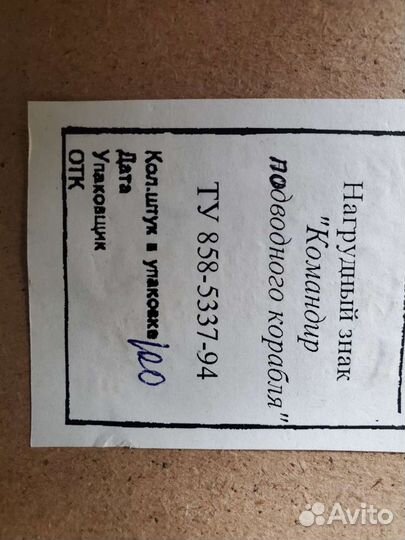 Нагрудный знак
"Командир
подводного корабля"
ТУ 858-5337-94
Кол.штук в упаковке 100
Дата
Упаковщик
ОТК
Avito